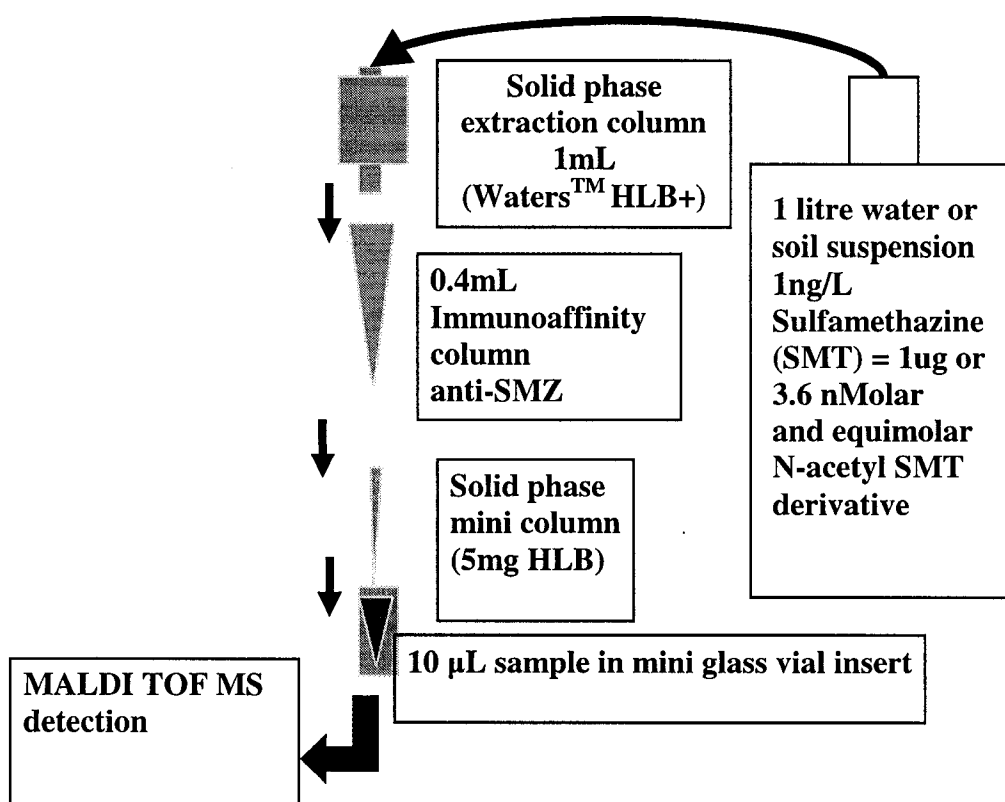 Solid phase
extraction column
1mL
(Waters™ HLB+)
1 litre water or
soil suspension
1ng/L
Sulfamethazine
(SMT) = 1ug or
3.6 nMolar
and equimolar
N-acetyl SMT
derivative
0.4mL
Immunoaffinity
column
anti-SMZ
Solid phase
mini column
(5mg HLB)
10 µL sample in mini glass vial insert
MALDI TOF MS
detection